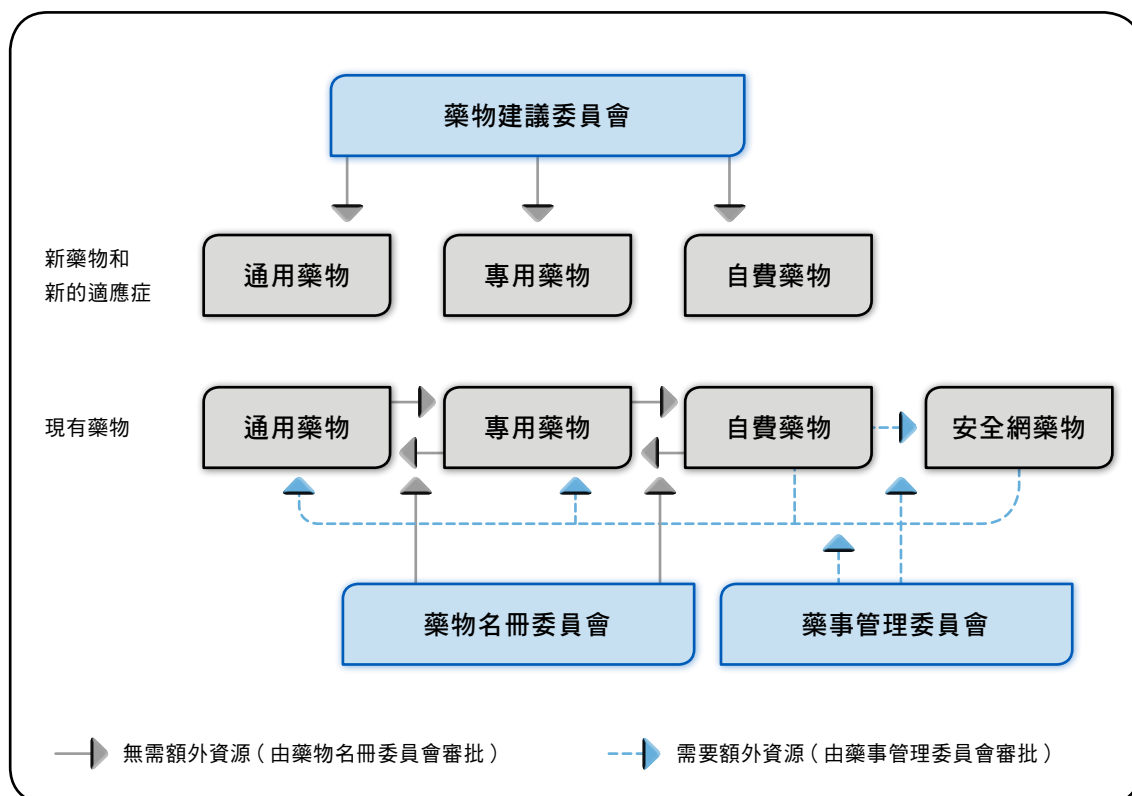 藥物建議委員會
新藥物和
新的適應症
通用藥物
專用藥物
自費藥物
現有藥物
通用藥物
專用藥物
自費藥物
安全網藥物
藥物名冊委員會
藥事管理委員會
無需額外資源（由藥物名冊委員會審批）
需要額外資源（由藥事管理委員會審批）